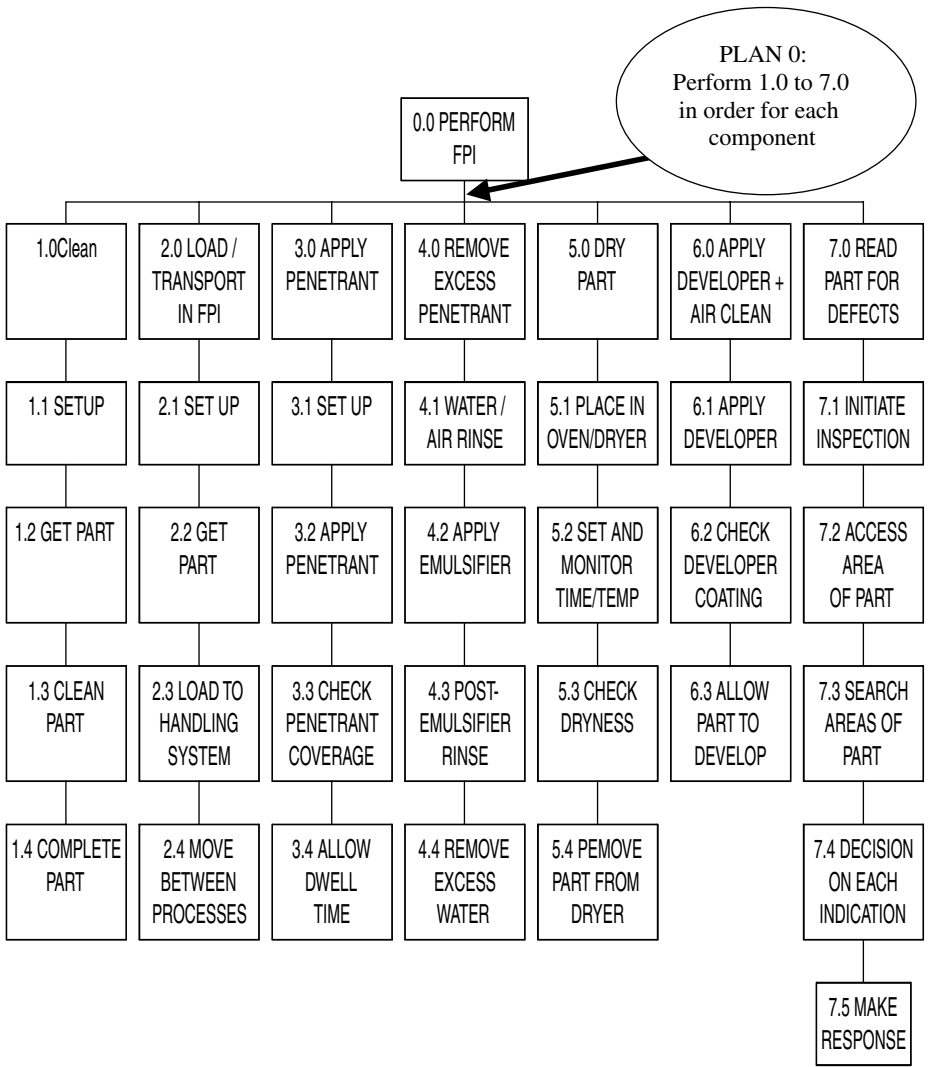 PLAN 0:
Perform 1.0 to 7.0
in order for each
component
0.0 PERFORM
FPI
1.0Clean
2.0 LOAD /
TRANSPORT
IN FPI
3.0 APPLY
PENETRANT
4.0 REMOVE
EXCESS
PENETRANT
5.0 DRY
PART
6.0 APPLY
DEVELOPER +
AIR CLEAN
7.0 READ
PART FOR
DEFECTS
1.1 SETUP
2.1 SET UP
3.1 SET UP
4.1 WATER /
AIR RINSE
5.1 PLACE IN
OVEN/DRYER
6.1 APPLY
DEVELOPER
7.1 INITIATE
INSPECTION
1.2 GET PART
2.2 GET
PART
3.2 APPLY
PENETRANT
4.2 APPLY
EMULSIFIER
5.2 SET AND
MONITOR
TIME/TEMP
6.2 CHECK
DEVELOPER
COATING
7.2 ACCESS
AREA
OF PART
1.3 CLEAN
PART
2.3 LOAD TO
HANDLING
SYSTEM
3.3 CHECK
PENETRANT
COVERAGE
4.3 POST-
EMULSIFIER
RINSE
5.3 CHECK
DRYNESS
6.3 ALLOW
PART TO
DEVELOP
7.3 SEARCH
AREAS OF
PART
1.4 COMPLETE
PART
2.4 MOVE
BETWEEN
PROCESSES
3.4 ALLOW
DWELL
TIME
4.4 REMOVE
EXCESS
WATER
5.4 PEMOVE
PART FROM
DRYER
7.4 DECISION
ON EACH
INDICATION
7.5 MAKE
RESPONSE